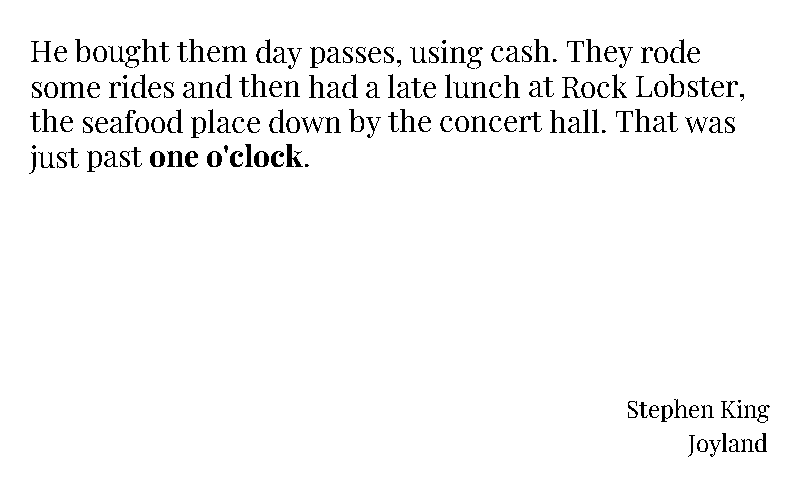 He bought them day passes, using cash. They rode
some rides and then had a late lunch at Rock Lobster,
the seafood place down by the concert hall. That was
just past one o'clock.
Stephen King
Joyland